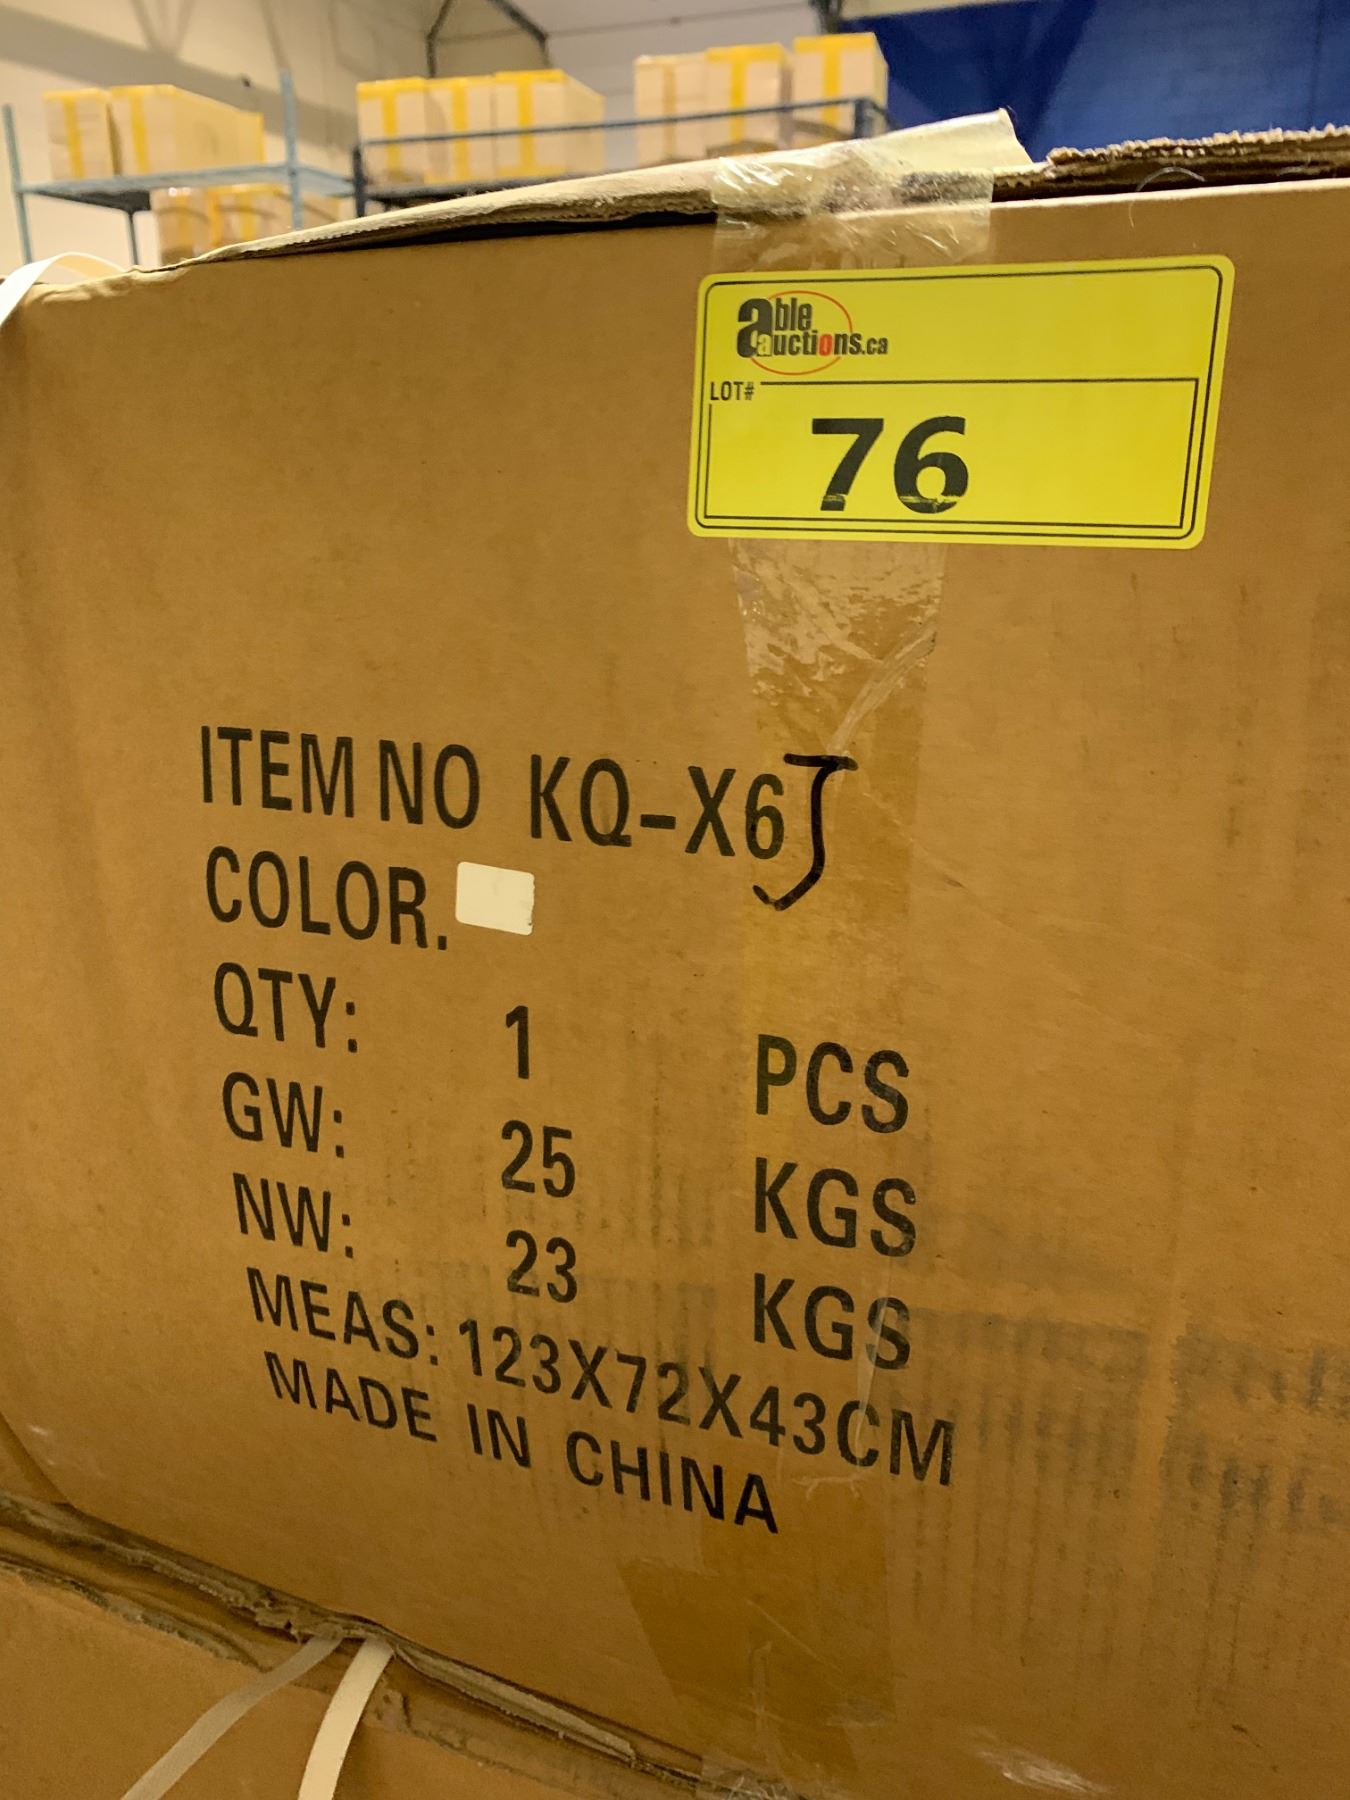 able
auctions.ca
LOT#
76
ITEM NO KQ-X6J
COLOR.
QTY: 1 PCS
GW: 25 KGS
NW: 23 KGS
MEAS: 123X72X43CM
MADE IN CHINA